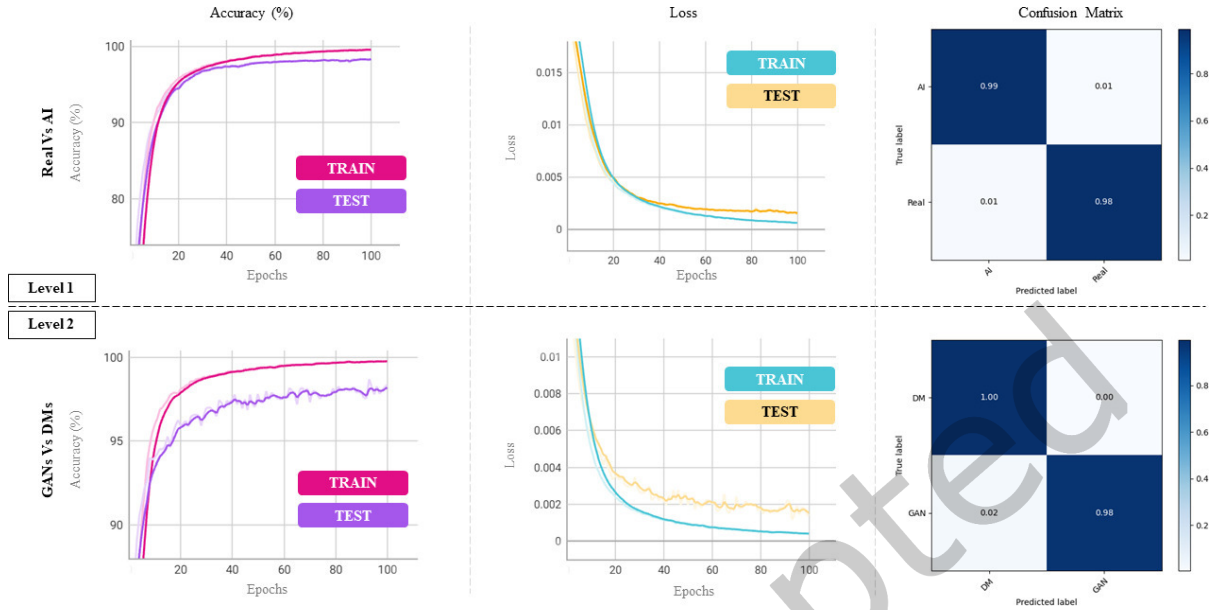 Accuracy (%)
Loss
Confusion Matrix
Real Vs AI
Accuracy (%)
100
90
80
TRAIN
TEST
20 40 60 80 100
Epochs
Loss
0.015
0.01
0.005
0
TRAIN
TEST
20 40 60 80 100
Epochs
True label
AI
Real
0.99 0.01
0.01 0.98
AI Real
Predicted label
0.8
0.6
0.4
0.2
Level 1
Level 2
GANs Vs DMs
Accuracy (%)
100
95
90
TRAIN
TEST
20 40 60 80 100
Epochs
Loss
0.01
0.008
0.006
0.004
0.002
0
TRAIN
TEST
20 40 60 80 100
Epochs
True label
DM
GAN
1.00 0.00
0.02 0.98
DM GAN
Predicted label
0.8
0.6
0.4
0.2
pted